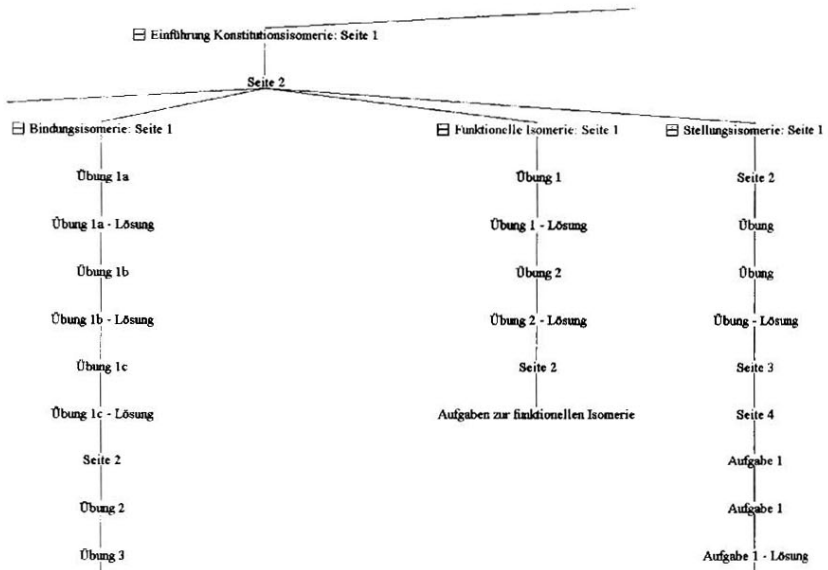 Einführung Konstitutionsisomerie: Seite 1
Seite 2
Bindungsisomerie: Seite 1
Funktionelle Isomerie: Seite 1
Stellungsisomerie: Seite 1
Übung 1a
Übung 1
Seite 2
Übung 1a - Lösung
Übung 1 - Lösung
Übung
Übung 1b
Übung 2
Übung
Übung 1b - Lösung
Übung 2 - Lösung
Übung - Lösung
Übung 1c
Seite 2
Seite 3
Übung 1c - Lösung
Aufgaben zur funktionellen Isomerie
Seite 4
Seite 2
Aufgabe 1
Übung 2
Aufgabe 1
Übung 3
Aufgabe 1 - Lösung